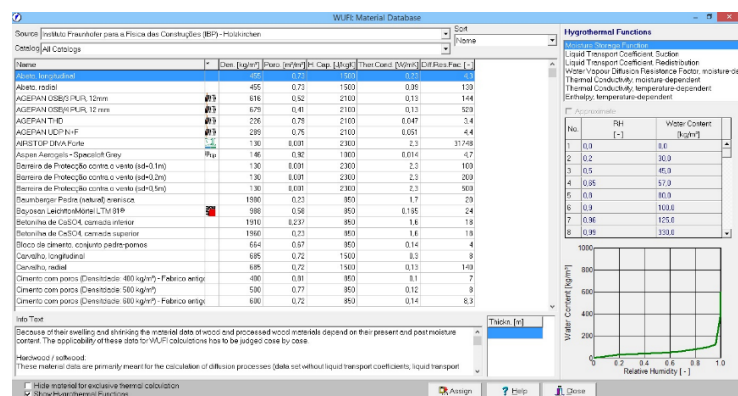 WUFI: Material Database
Source Instituto Fraunhofer para a Física das Construções (IBP) - Holzkirchen
Catalog All Catalogs
Sort
Name
Name * Den. [kg/m³] Poro. [m³/m³] H. Cap. [J/kgK] Ther.Cond. [W/mK] Diff.Res.Fac. [-]
Abeto, longitudinal 455 0,73 1500 0,23 4,3
Abeto, radial 455 0,73 1500 0,09 130
AGEPAN OSB/3 PUR, 12mm 616 0,52 2100 0,13 144
AGEPAN OSB/4 PUR, 12 mm 679 0,41 2100 0,13 520
AGEPAN THD 226 0,79 2100 0,047 3,4
AGEPAN UDP N+F 289 0,75 2100 0,051 4,4
AIRSTOP DIVA Forte 130 0,001 2300 2,3 31748
Aspen Aerogels - Spaceloft Grey 146 0,92 1000 0,014 4,7
Barreira de Protecção contra o vento (sd=0,1m) 130 0,001 2300 2,3 100
Barreira de Protecção contra o vento (sd=0,2m) 130 0,001 2300 2,3 200
Barreira de Protecção contra o vento (sd=0,5m) 130 0,001 2300 2,3 500
Baumberger Pedra (natural) arenisca 1980 0,23 850 1,7 20
Bayosan LeichtonMörtel LTM 81® 988 0,58 850 0,165 24
Betonilha de CaSO4, camada inferior 1910 0,237 850 1,6 18
Betonilha de CaSO4, camada superior 1960 0,23 850 1,6 18
Bloco de cimento, conjunto pedra-pomos 664 0,67 850 0,14 4
Carvalho, longitudinal 685 0,72 1500 0,3 8
Carvalho, radial 685 0,72 1500 0,13 140
Cimento com poros (Densitdade: 400 kg/m³) - Fabrico antigo 400 0,81 850 0,1 7
Cimento com poros (Densitdade: 500 kg/m³) 500 0,77 850 0,12 8
Cimento com poros (Densitdade: 600 kg/m³) - Fabrico antigo 600 0,72 850 0,14 8,3
Info Text
Because of their swelling and shrinking the material data of wood and processed wood materials depend on their present and past moisture
content. The applicability of these data for WUFI calculations has to be judged case by case.
Hardwood / softwood:
These material data are primarily meant for the calculation of diffusion processes (data set without liquid transport coefficients, liquid transport
Thickn. [m]
Hide material for exclusive thermal calculation
Show Hygrothermal Functions
Assign
Help
Close
Hygrothermal Functions
Moisture Storage Function
Liquid Transport Coefficient, Suction
Liquid Transport Coefficient, Redistribution
Water Vapour Diffusion Resistance Factor, moisture-de
Thermal Conductivity, moisture-dependent
Thermal Conductivity, temperature-dependent
Enthalpy, temperature-dependent
Approximate
No. RH [-] Water Content [kg/m³]
1 0,0 0,0
2 0,2 30,0
3 0,5 45,0
4 0,65 57,0
5 0,8 80,0
6 0,9 100,0
7 0,96 125,0
8 0,99 330,0
Water Content [kg/m³]
1000
800
600
400
200
0
0.2 0.4 0.6 0.8 1.0
Relative Humidity [ - ]